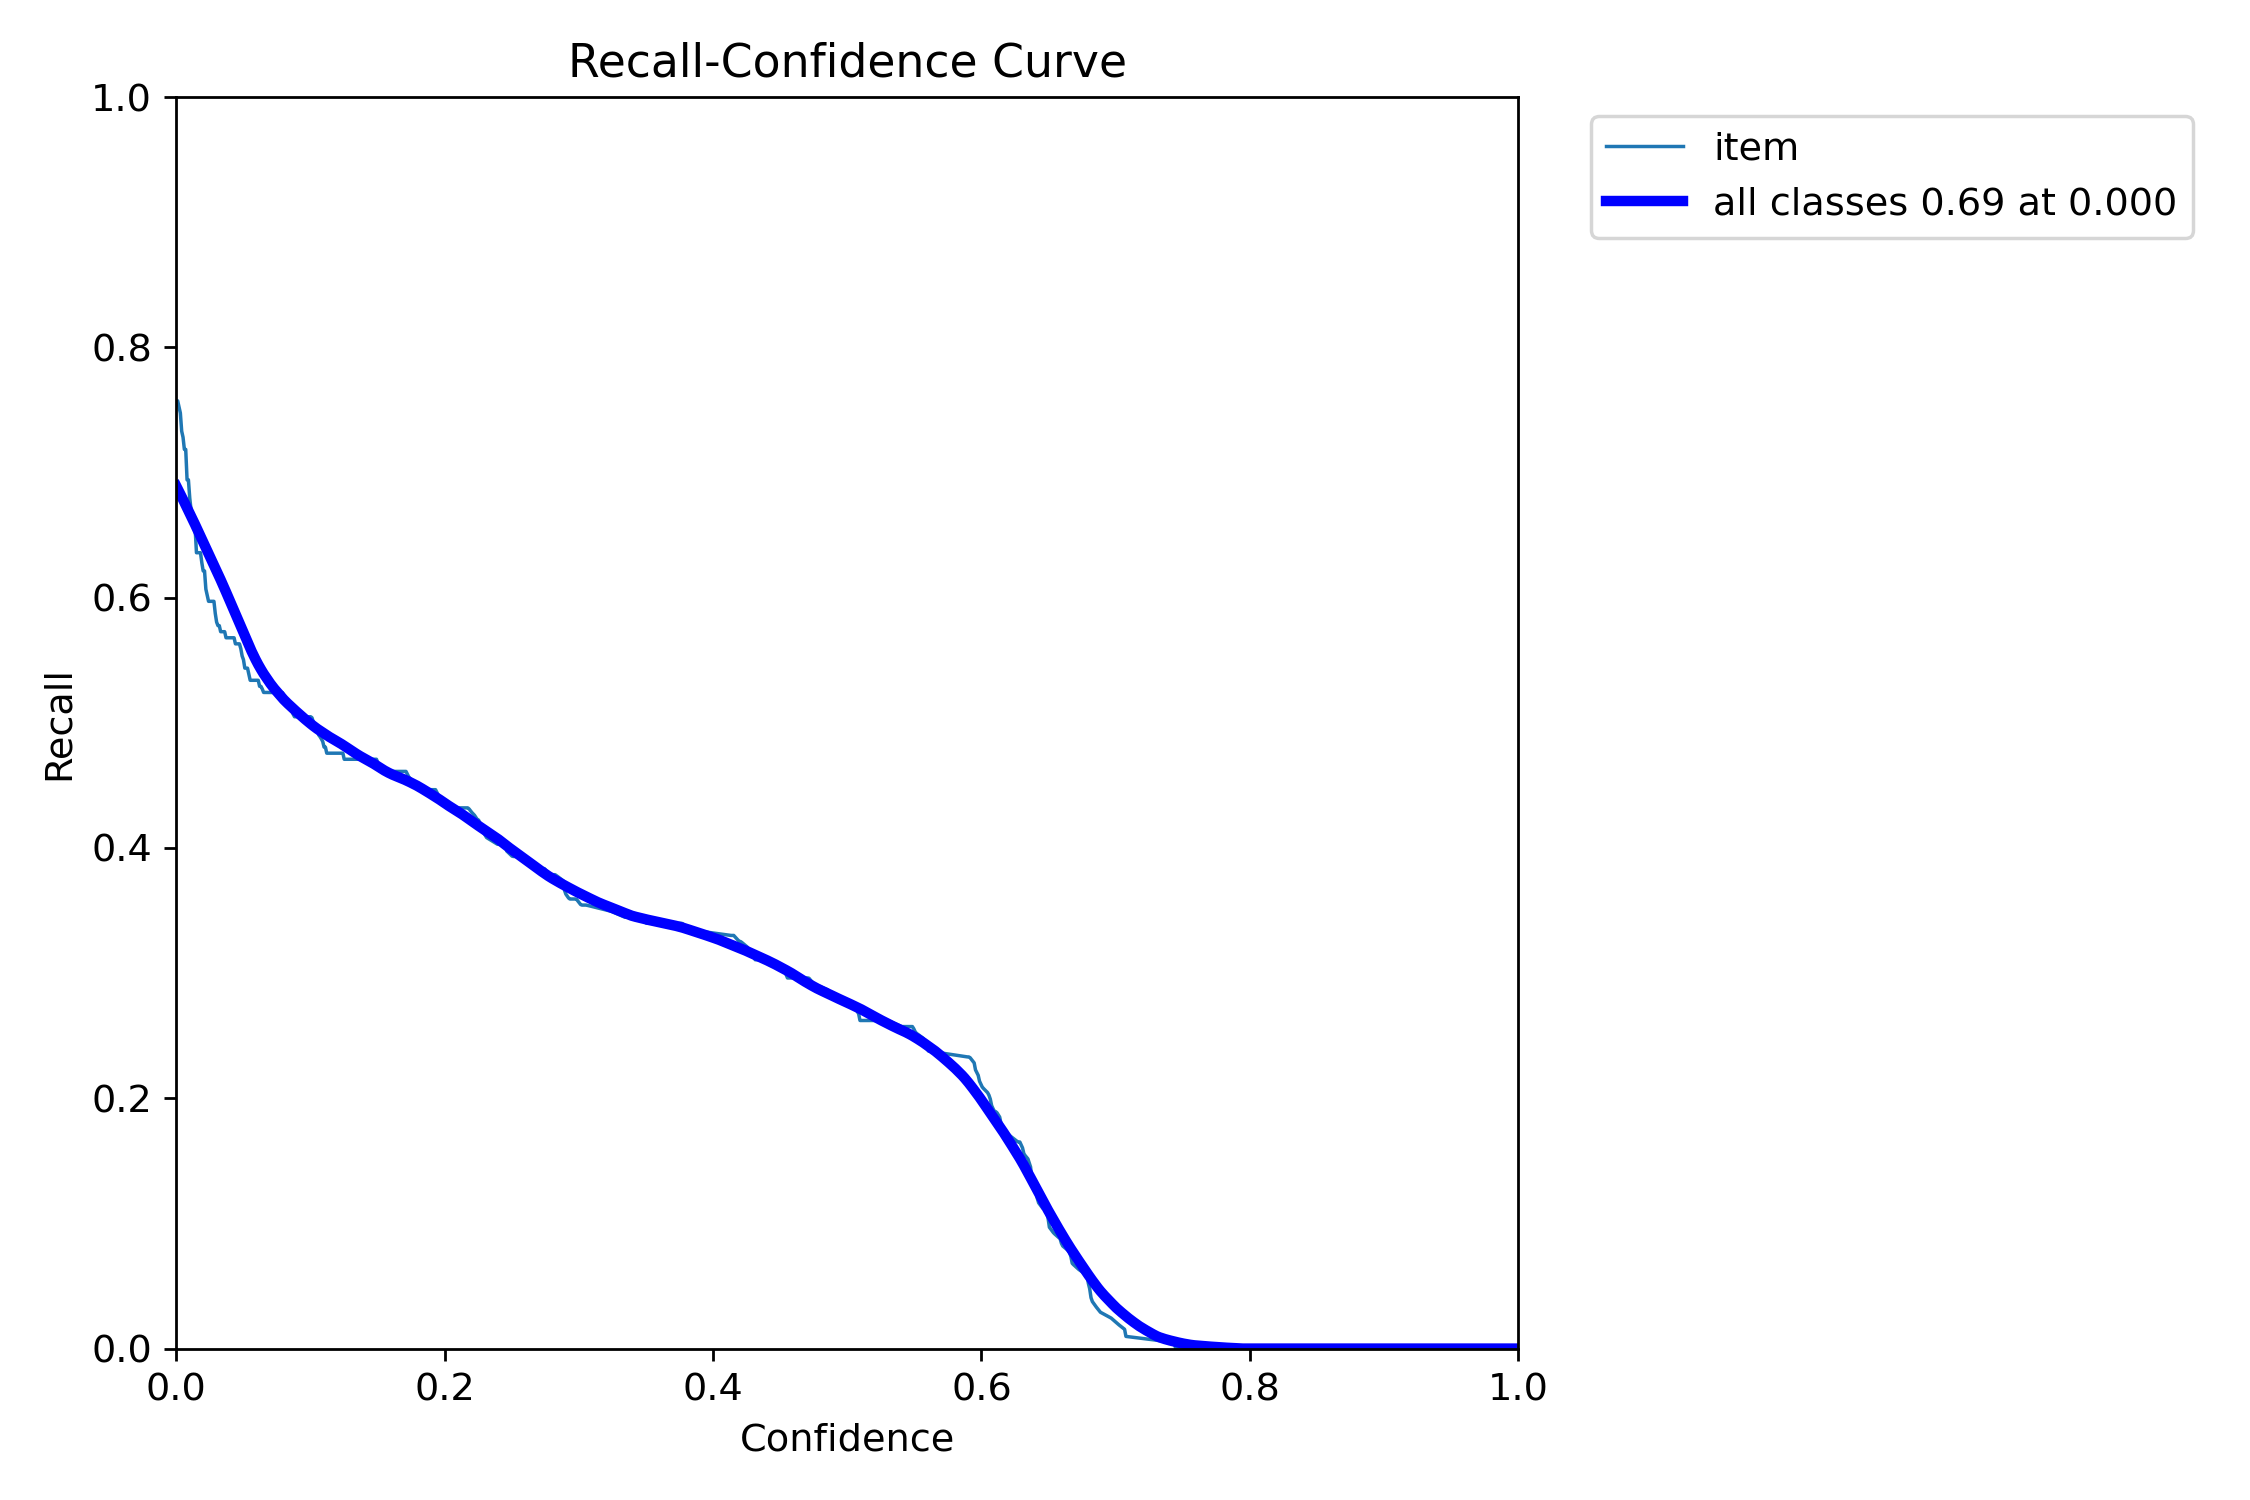 Recall-Confidence Curve
1.0
0.8
0.6
0.4
0.2
0.0
Recall
0.0 0.2 0.4 0.6 0.8 1.0
Confidence
item
all classes 0.69 at 0.000